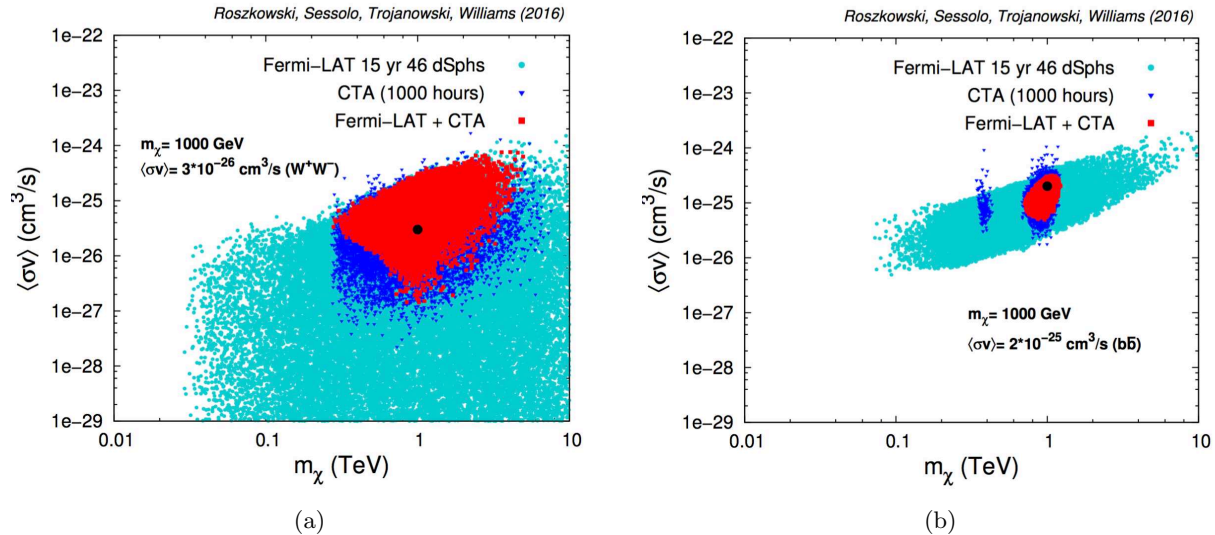 Roszkowski, Sessolo, Trojanowski, Williams (2016)
1e−22
1e−23
1e−24
1e−25
1e−26
1e−27
1e−28
1e−29
⟨σv⟩ (cm³/s)
Fermi−LAT 15 yr 46 dSphs
CTA (1000 hours)
Fermi−LAT + CTA
mχ= 1000 GeV
⟨σv⟩= 3*10⁻²⁶ cm³/s (W⁺W⁻)
0.01 0.1 1 10
mχ (TeV)
(a)
Roszkowski, Sessolo, Trojanowski, Williams (2016)
1e−22
1e−23
1e−24
1e−25
1e−26
1e−27
1e−28
1e−29
⟨σv⟩ (cm³/s)
Fermi−LAT 15 yr 46 dSphs
CTA (1000 hours)
Fermi−LAT + CTA
mχ= 1000 GeV
⟨σv⟩= 2*10⁻²⁵ cm³/s (bb̄)
0.01 0.1 1 10
mχ (TeV)
(b)